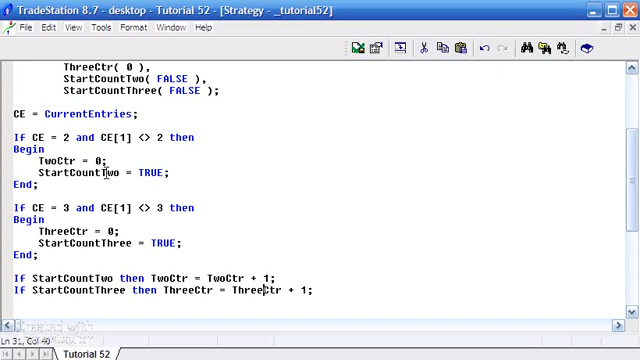 TradeStation 8.7 - desktop - Tutorial 52 - [Strategy - _tutorial52]
File Edit View Tools Format Window Help
ThreeCtr( 0 ),
StartCountTwo( FALSE ),
StartCountThree( FALSE );
CE = CurrentEntries;
If CE = 2 and CE[1] <> 2 then
Begin
TwoCtr = 0;
StartCountTwo = TRUE;
End;
If CE = 3 and CE[1] <> 3 then
Begin
ThreeCtr = 0;
StartCountThree = TRUE;
End;
If StartCountTwo then TwoCtr = TwoCtr + 1;
If StartCountThree then ThreeCtr = ThreeCtr + 1;
Ln 31, Col 40
Tutorial 52